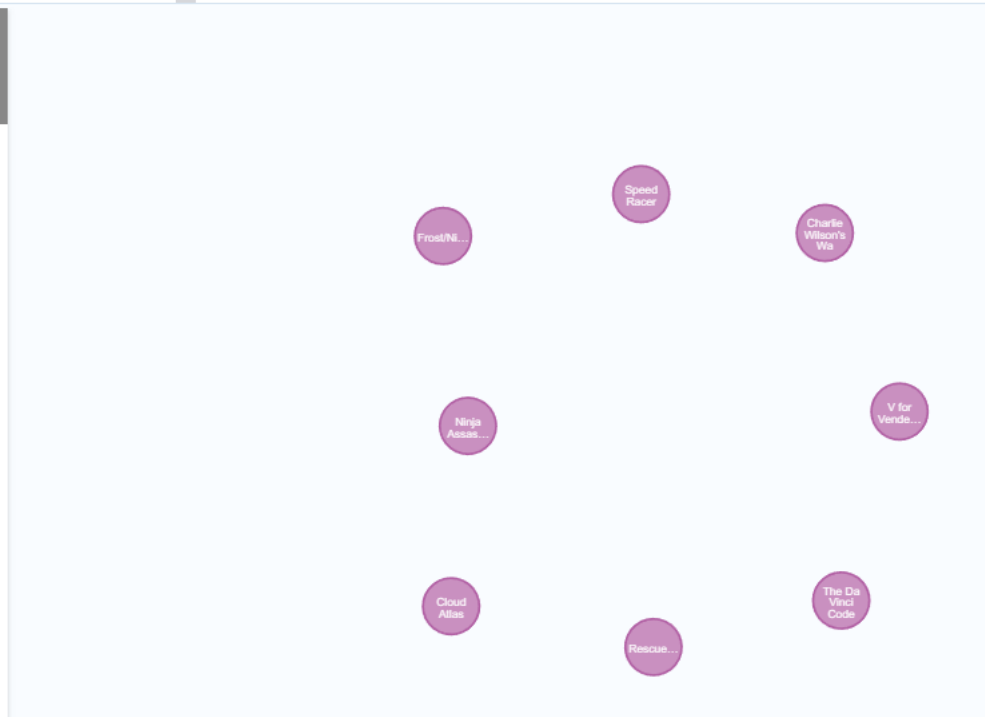 Speed
Racer
Frost/Ni...
Charlie
Wilson's
Wa
V for
Vende...
Ninja
Assas...
The Da
Vinci
Code
Cloud
Atlas
Rescue...